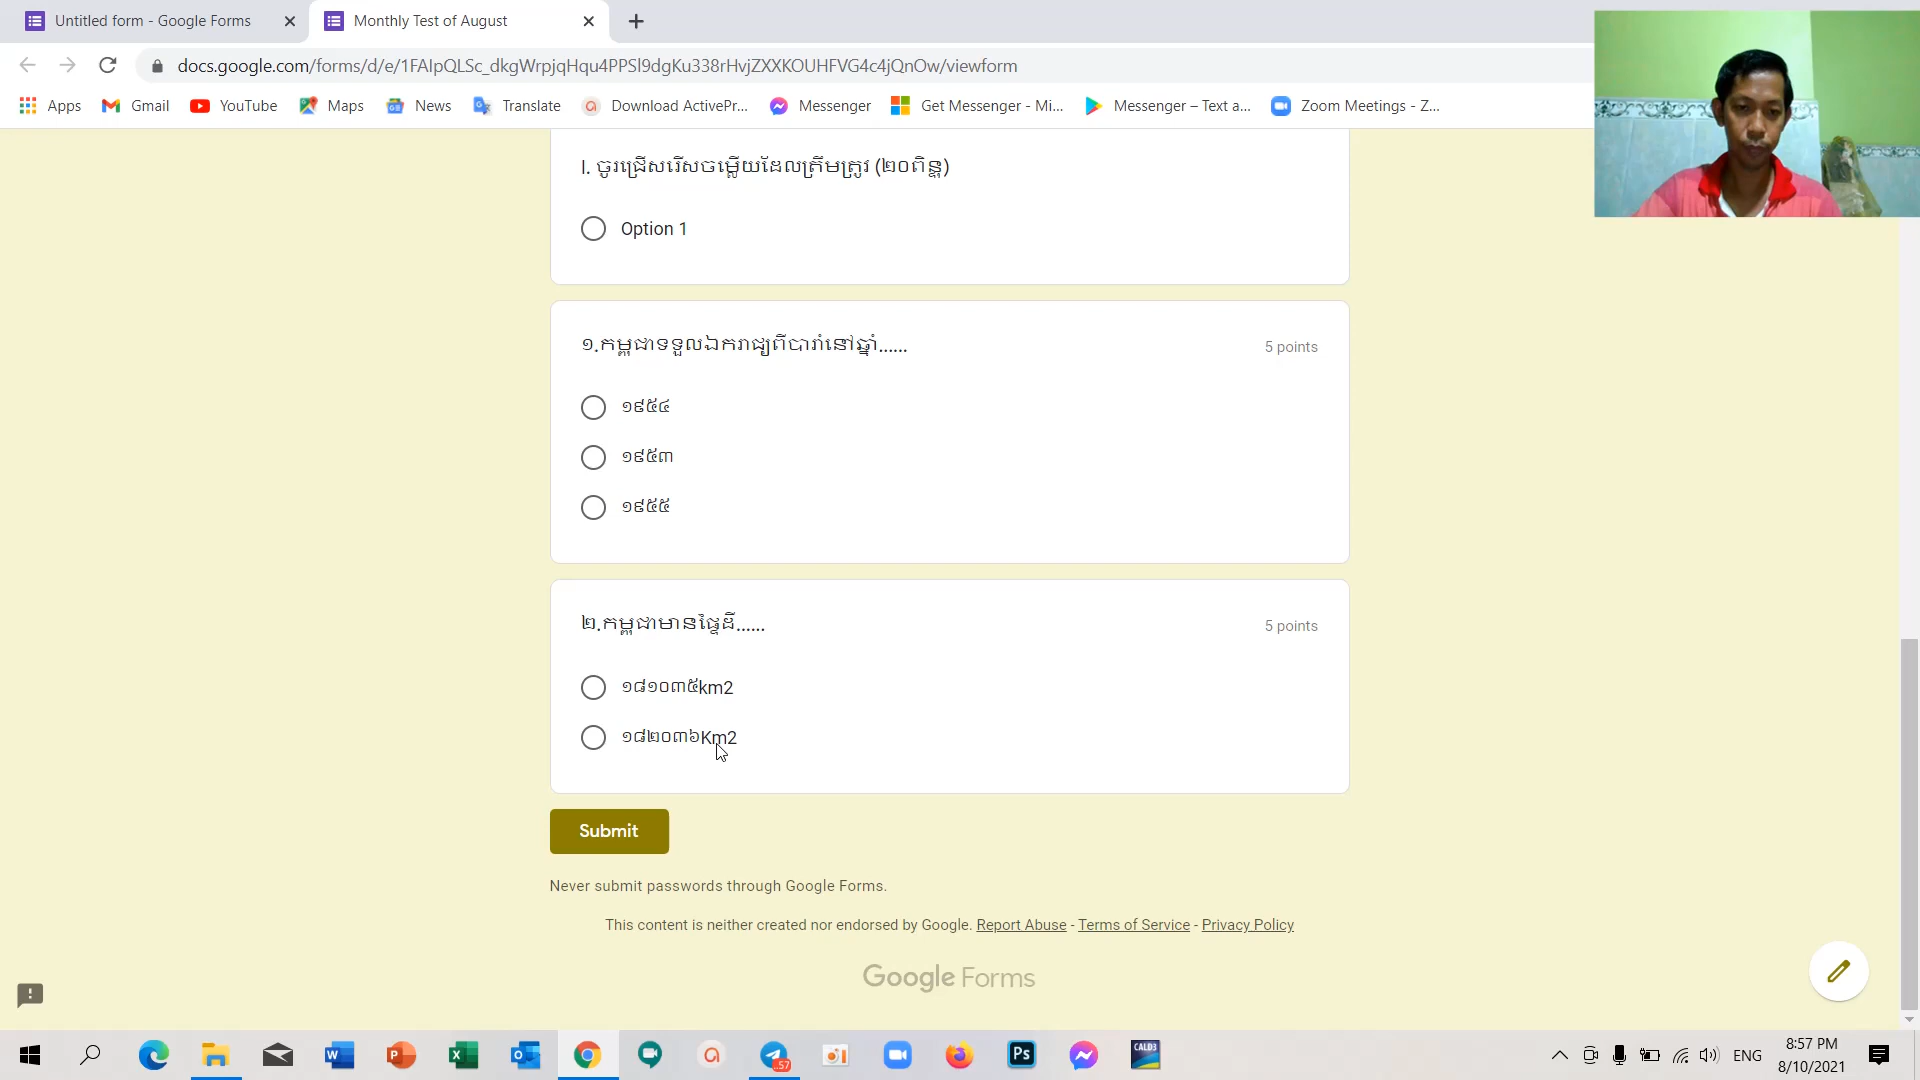 Untitled form - Google Forms
Monthly Test of August
docs.google.com/forms/d/e/1FAIpQLSc_dkgWrpjqHqu4PPSl9dgKu338rHvjZXXKOUHFVG4c4jQnOw/viewform
Apps Gmail YouTube Maps News Translate Download ActivePr... Messenger Get Messenger - Mi... Messenger – Text a... Zoom Meetings - Z...
I. ចូរជ្រើសរើសចម្លើយដែលត្រឹមត្រូវ (២០ពិន្ទុ)
Option 1
១.កម្ពុជាទទួលឯករាជ្យពីបារាំនៅឆ្នាំ......
5 points
១៩៥៤
១៩៥៣
១៩៥៥
២.កម្ពុជាមានផ្ទៃដី......
5 points
១៨១០៣៥km2
១៨២០៣៦Km2
Submit
Never submit passwords through Google Forms.
This content is neither created nor endorsed by Google. Report Abuse - Terms of Service - Privacy Policy
Google Forms
57
Ps
CALD3
ENG
8:57 PM
8/10/2021